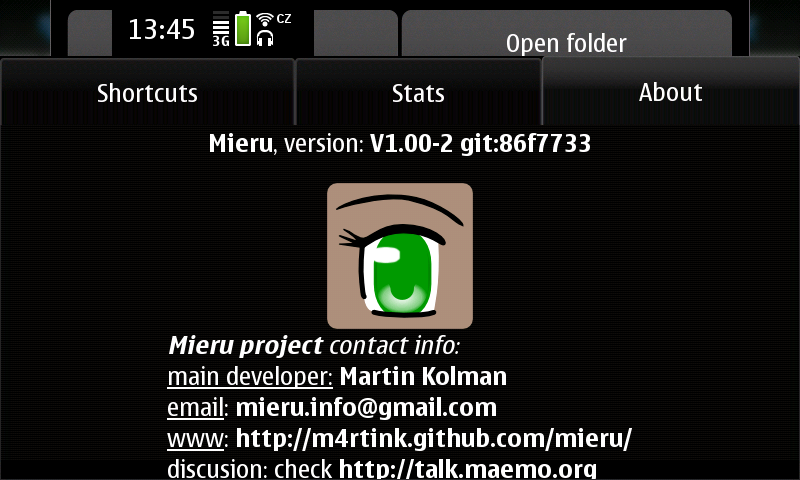 13:45 3G CZ
Open folder
Shortcuts Stats About
Mieru, version: V1.00-2 git:86f7733
Mieru project contact info:
main developer: Martin Kolman
email: mieru.info@gmail.com
www: http://m4rtink.github.com/mieru/
discusion: check http://talk.maemo.org